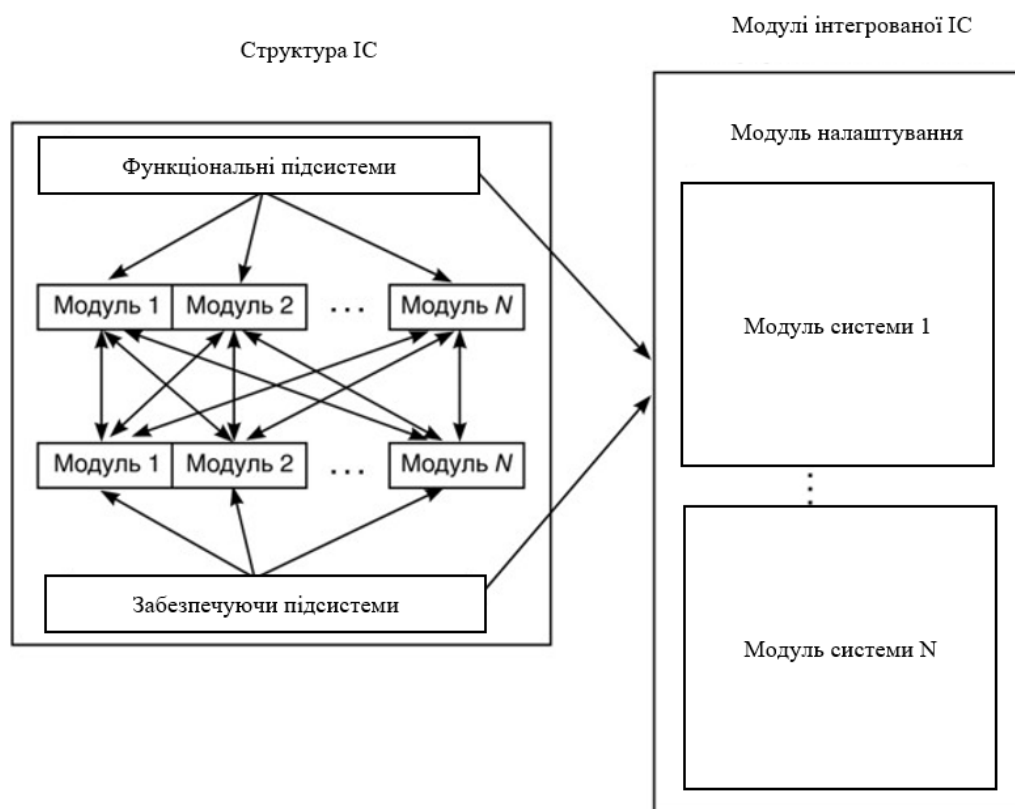 Структура ІС
Модулі інтегрованої ІС
Функціональні підсистеми
Модуль 1 Модуль 2 ... Модуль N
Модуль 1 Модуль 2 ... Модуль N
Забезпечуючи підсистеми
Модуль налаштування
Модуль системи 1
Модуль системи N